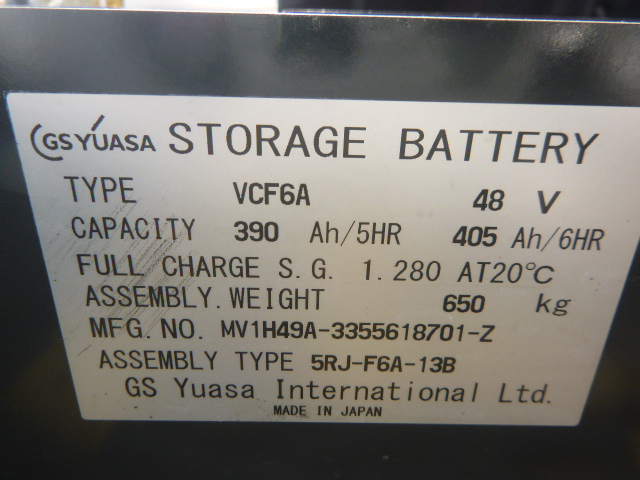 GS YUASA STORAGE BATTERY
TYPE VCF6A 48 V
CAPACITY 390 Ah/5HR 405 Ah/6HR
FULL CHARGE S.G. 1.280 AT20℃
ASSEMBLY.WEIGHT 650 kg
MFG.NO. MV1H49A-3355618701-Z
ASSEMBLY TYPE 5RJ-F6A-13B
GS Yuasa International Ltd.
MADE IN JAPAN